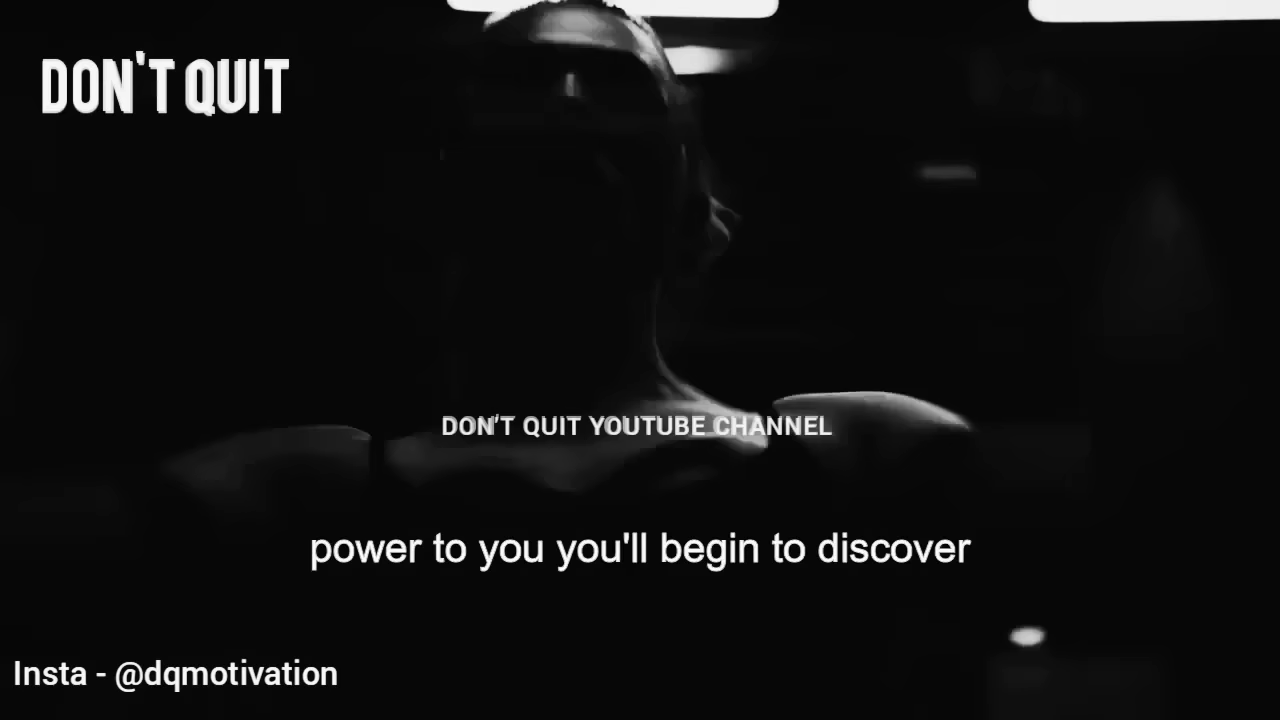 DON'T QUIT
DON'T QUIT YOUTUBE CHANNEL
power to you you'll begin to discover
Insta - @dqmotivation